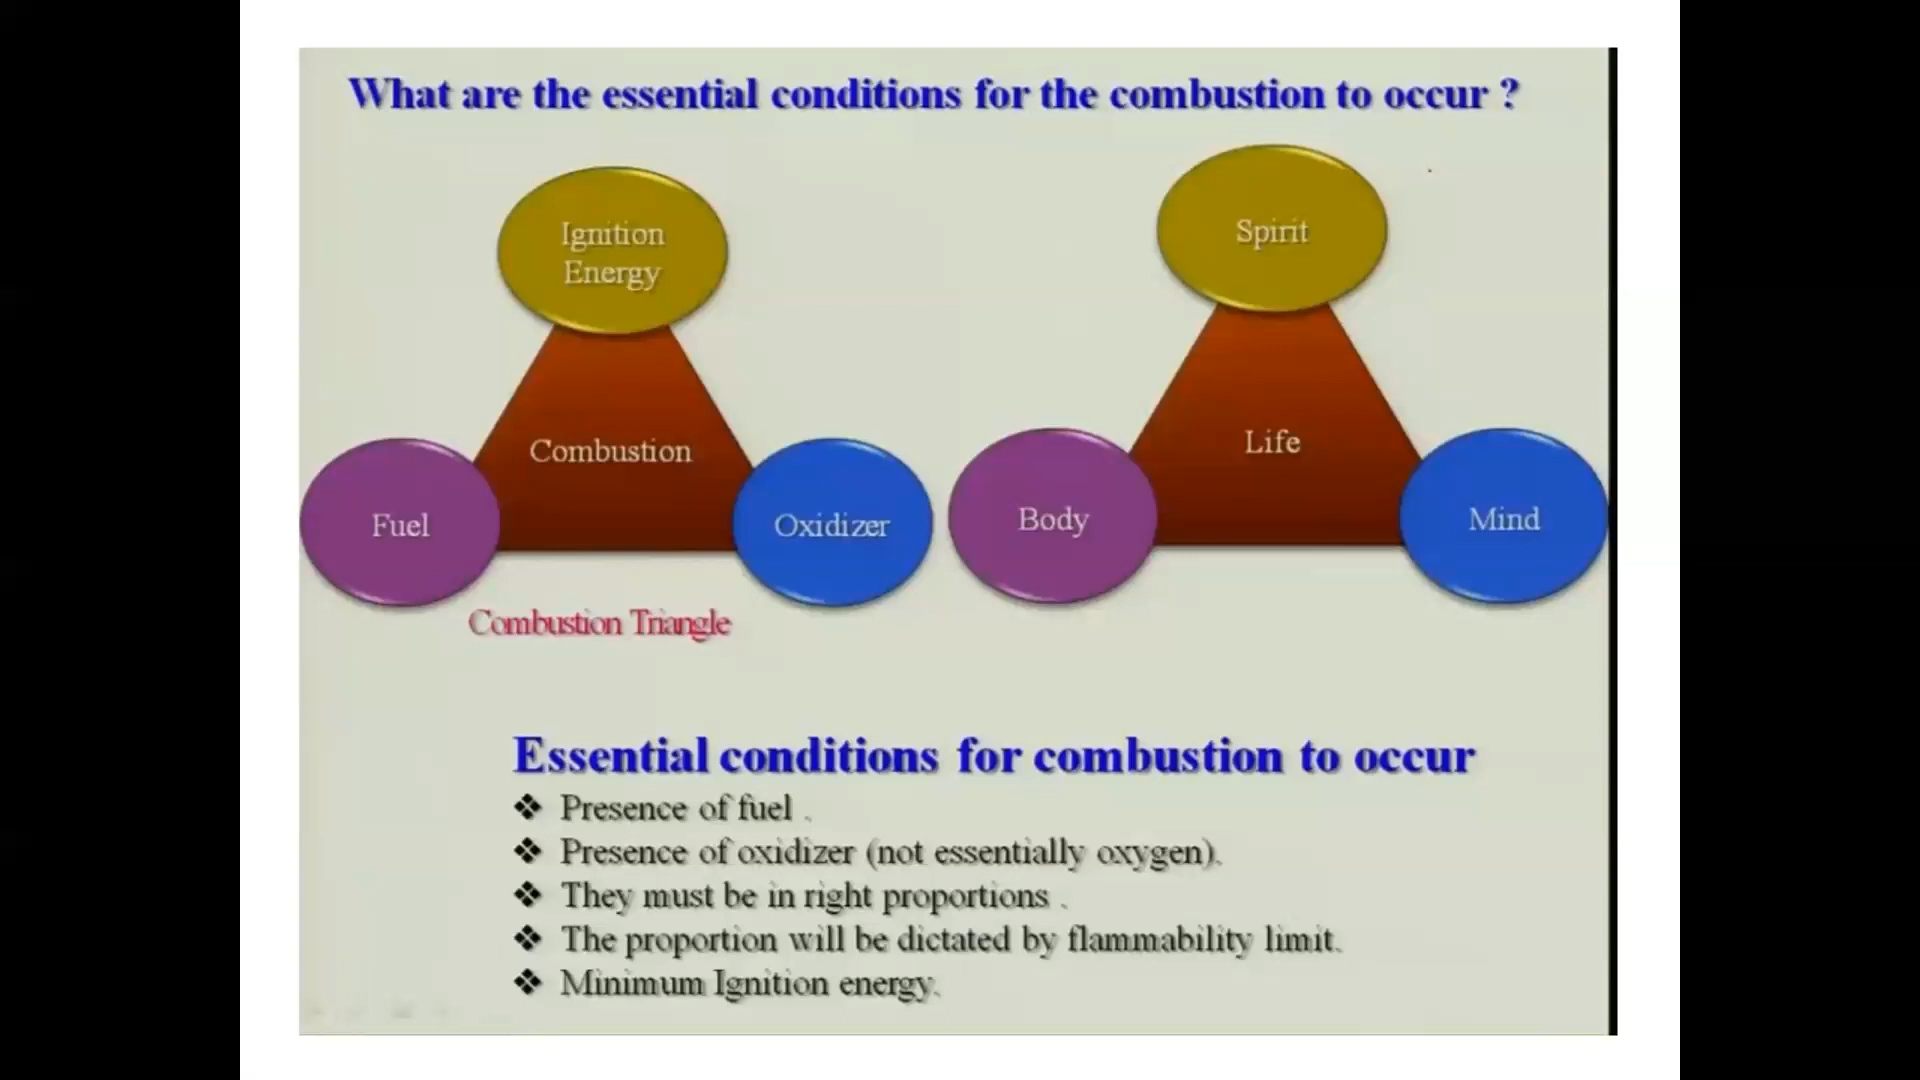 What are the essential conditions for the combustion to occur ?
Ignition
Energy
Combustion
Fuel
Oxidizer
Combustion Triangle
Spirit
Life
Body
Mind
Essential conditions for combustion to occur
❖ Presence of fuel .
❖ Presence of oxidizer (not essentially oxygen).
❖ They must be in right proportions .
❖ The proportion will be dictated by flammability limit.
❖ Minimum Ignition energy.